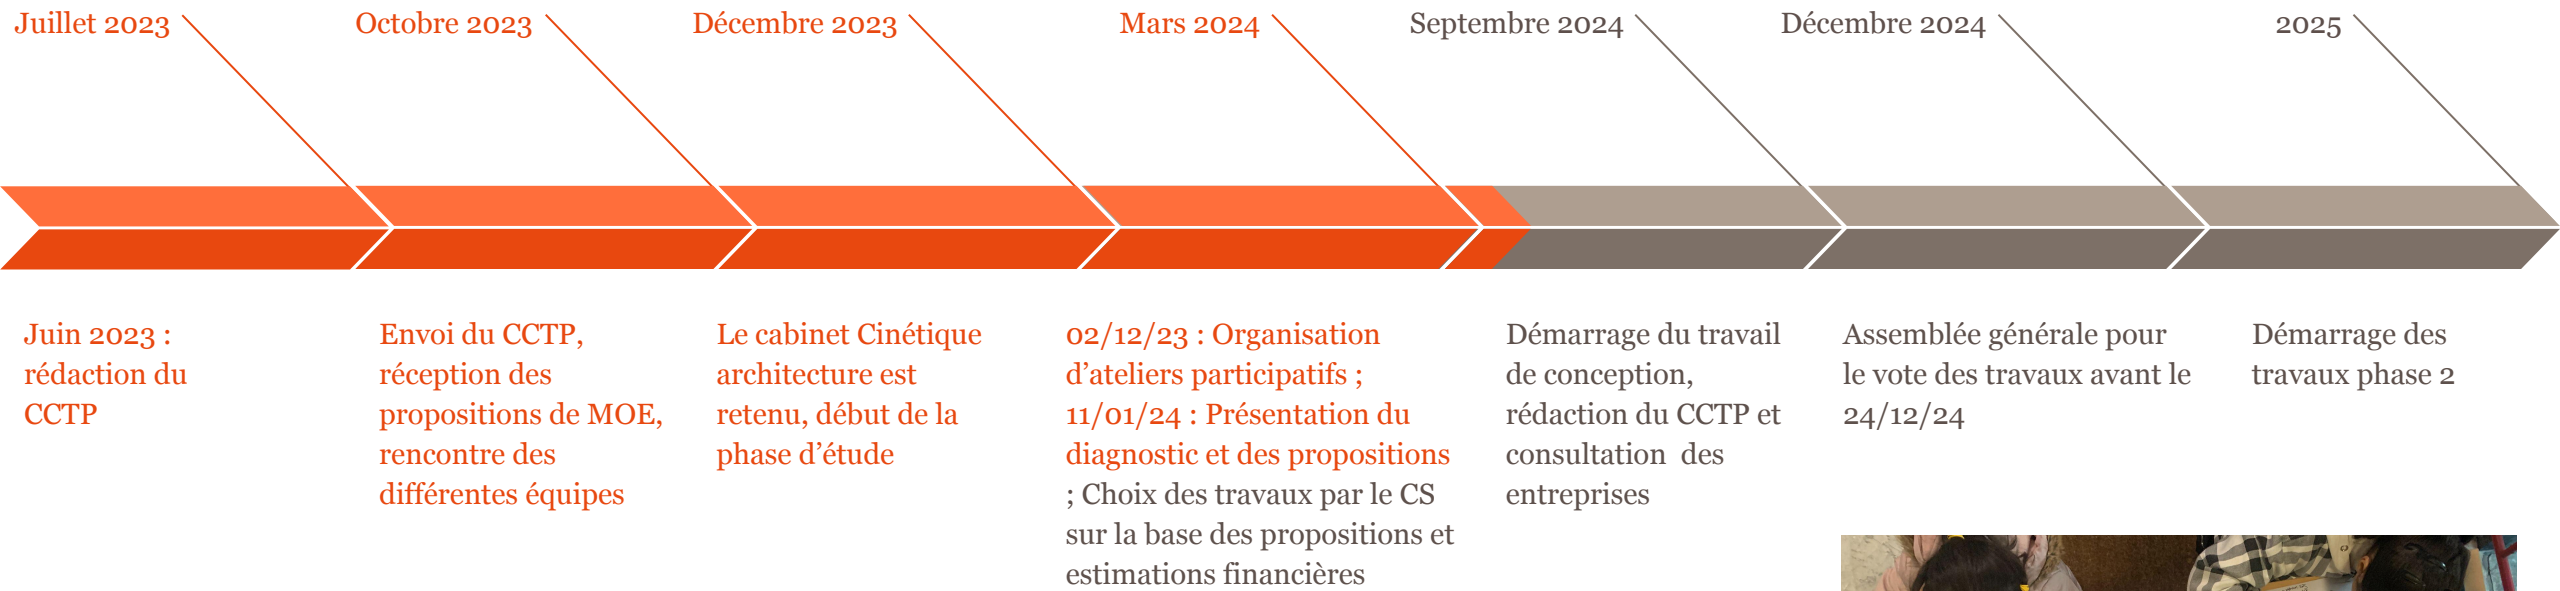 Juillet 2023
Octobre 2023
Décembre 2023
Mars 2024
Septembre 2024
Décembre 2024
2025
Juin 2023 :
rédaction du
CCTP
Envoi du CCTP,
réception des
propositions de MOE,
rencontre des
différentes équipes
Le cabinet Cinétique
architecture est
retenu, début de la
phase d’étude
02/12/23 : Organisation
d’ateliers participatifs ;
11/01/24 : Présentation du
diagnostic et des propositions
; Choix des travaux par le CS
sur la base des propositions et
estimations financières
Démarrage du travail
de conception,
rédaction du CCTP et
consultation  des
entreprises
Assemblée générale pour
le vote des travaux avant le
24/12/24
Démarrage des
travaux phase 2